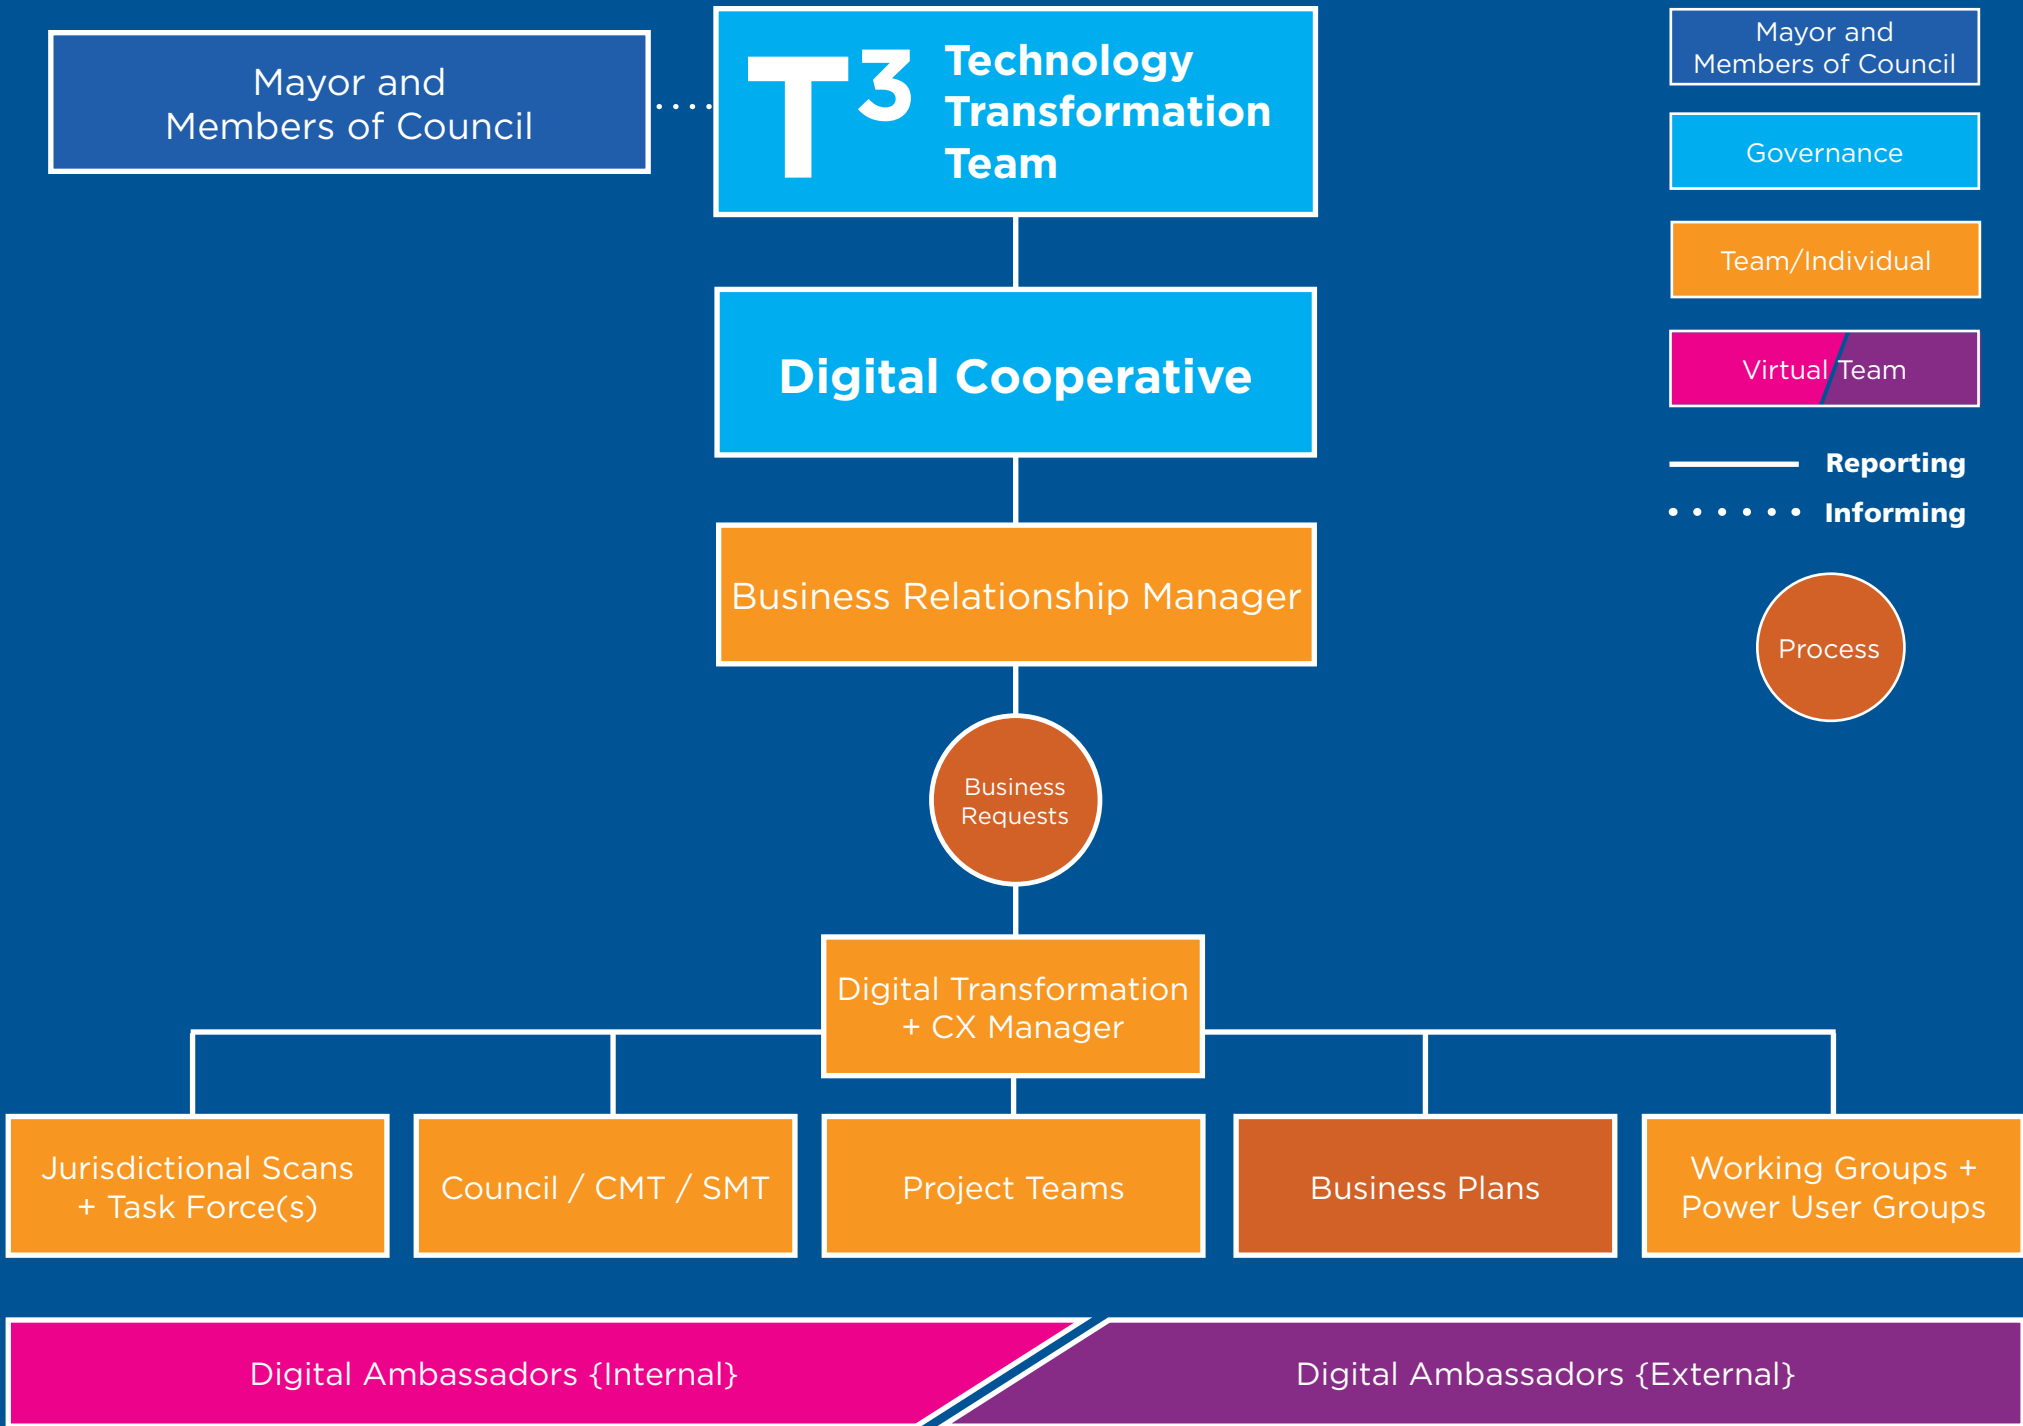 Mayor and
Members of Council
T³
Technology
Transformation
Team
Digital Cooperative
Business Relationship Manager
Business
Requests
Digital Transformation
+ CX Manager
Jurisdictional Scans
+ Task Force(s)
Council / CMT / SMT
Project Teams
Business Plans
Working Groups +
Power User Groups
Digital Ambassadors {Internal}
Digital Ambassadors {External}
Mayor and
Members of Council
Governance
Team/Individual
Virtual Team
Reporting
Informing
Process